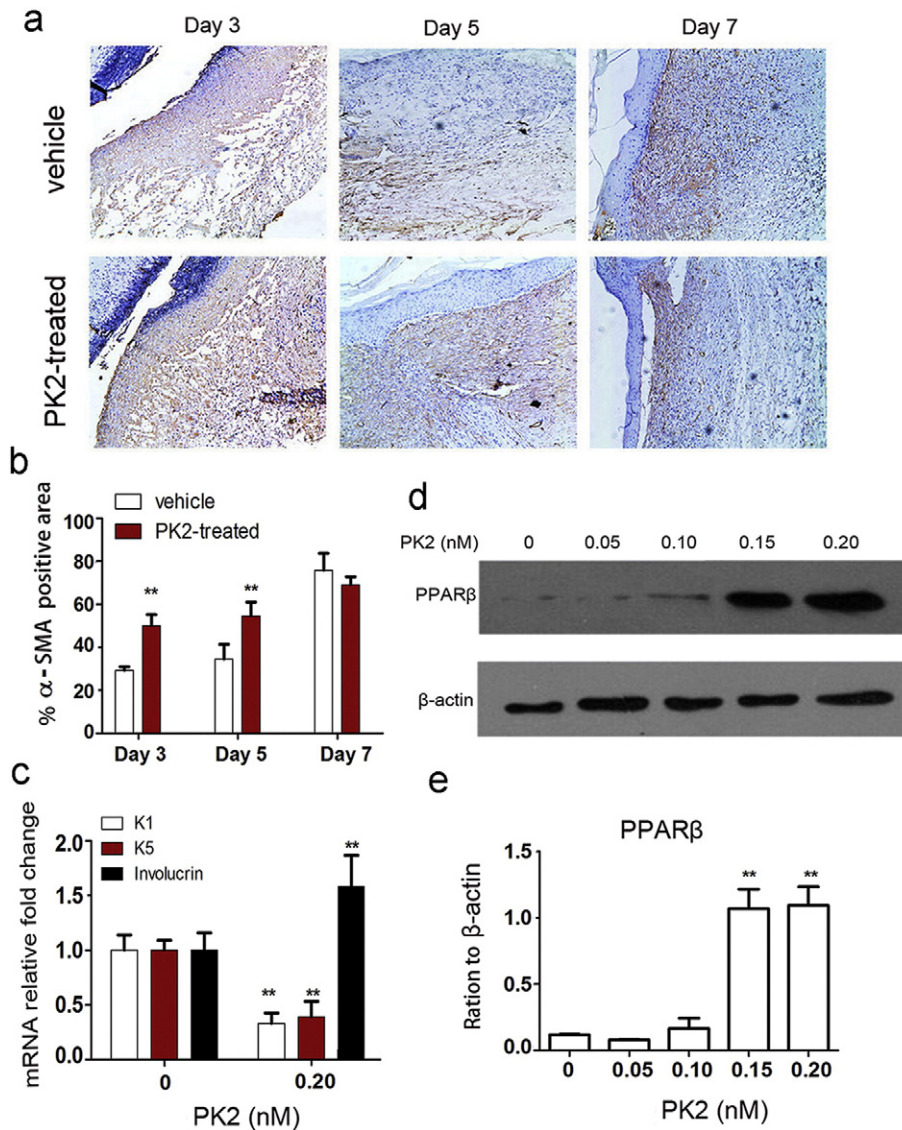 a
Day 3 Day 5 Day 7
vehicle
PK2-treated
b
vehicle
PK2-treated
% α - SMA positive area
100
80
60
40
20
0
** **
Day 3 Day 5 Day 7
c
K1
K5
Involucrin
mRNA relative fold change
2.0
1.5
1.0
0.5
0.0
** ** **
0 0.20
PK2 (nM)
d
PK2 (nM) 0 0.05 0.10 0.15 0.20
PPARβ
β-actin
e
PPARβ
Ration to β-actin
1.5
1.0
0.5
0.0
** **
0 0.05 0.10 0.15 0.20
PK2 (nM)